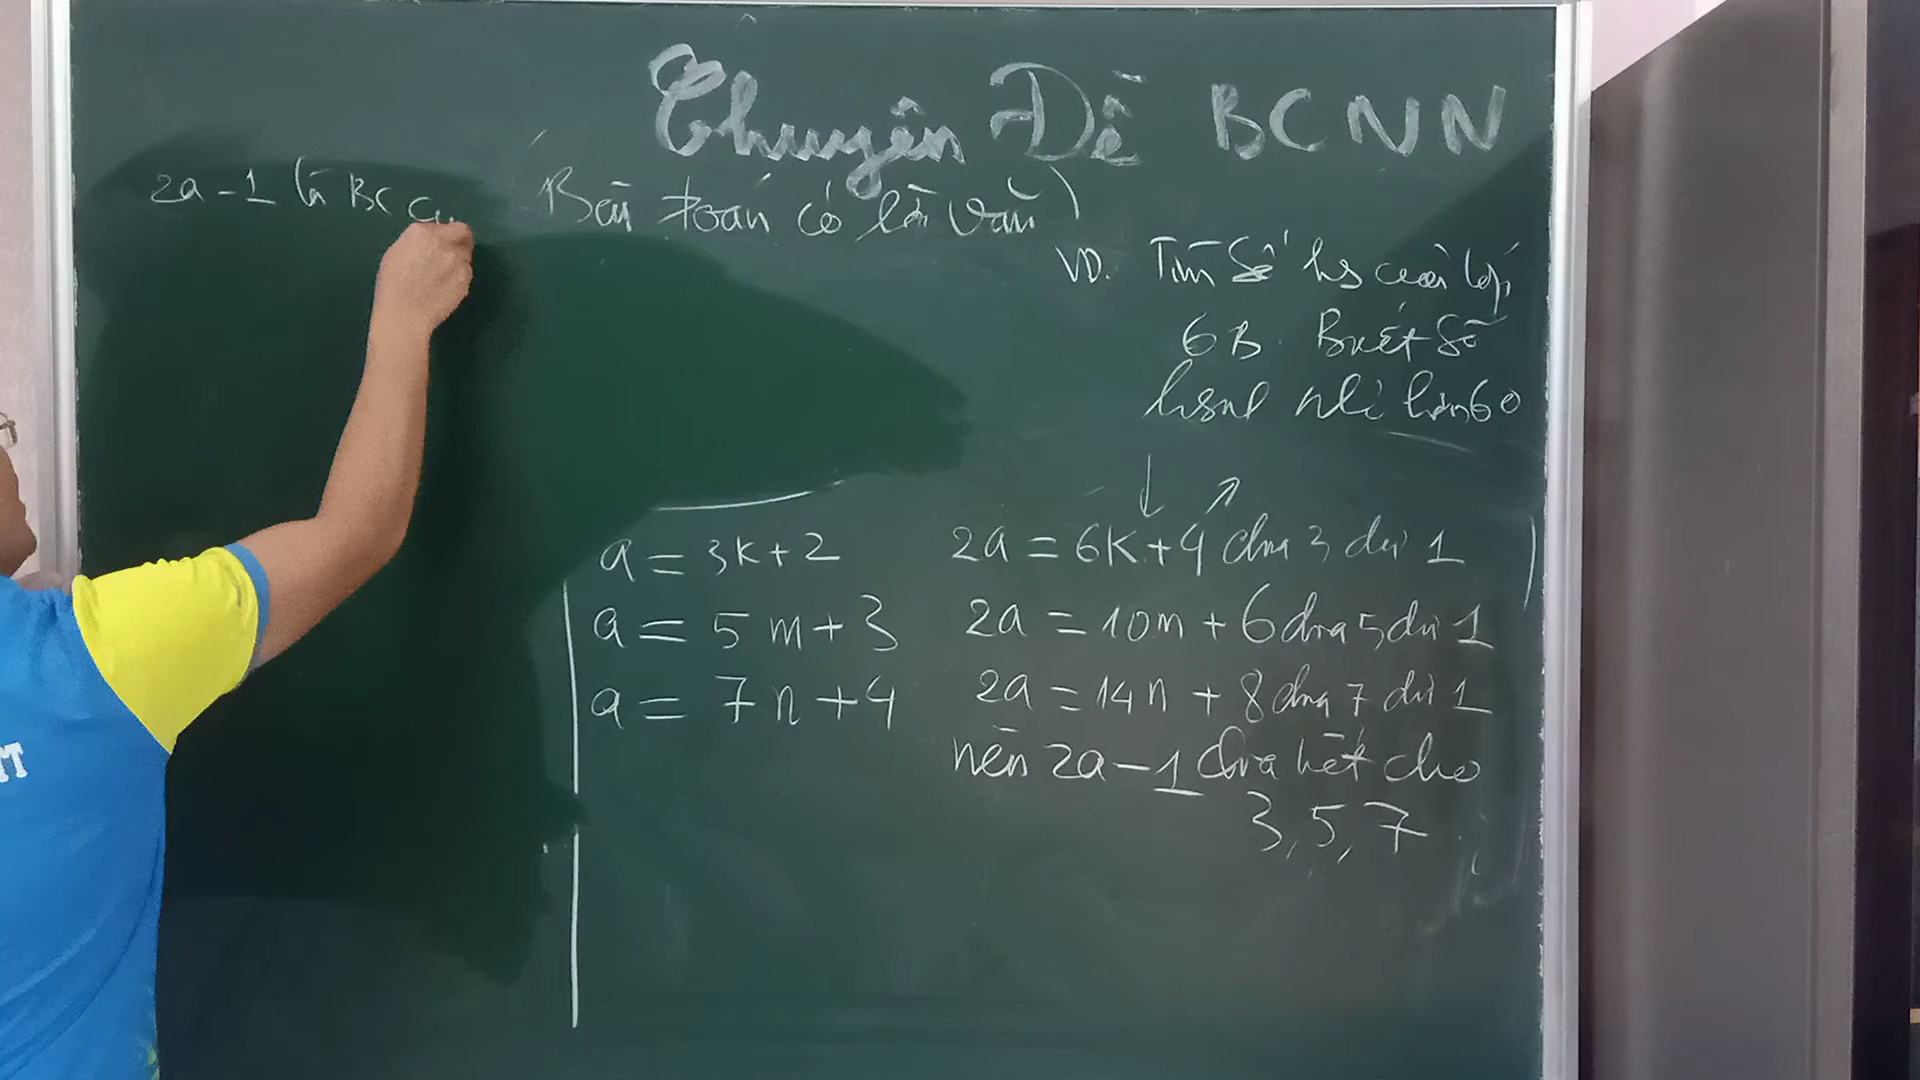 Chuyên Đề BCNN
Bài toán có lời văn)
2a - 1 là BC củ
VD. Tìm Số hs của lớp
6B. Biết số
nhỏ hơn 60
a = 3k + 2
a = 5m + 3
a = 7n + 4
2a = 6k + 4 chia 3 dư 1
2a = 10m + 6 chia 5 dư 1
2a = 14n + 8 chia 7 dư 1
nên 2a - 1 chia hết cho
3, 5, 7
IT